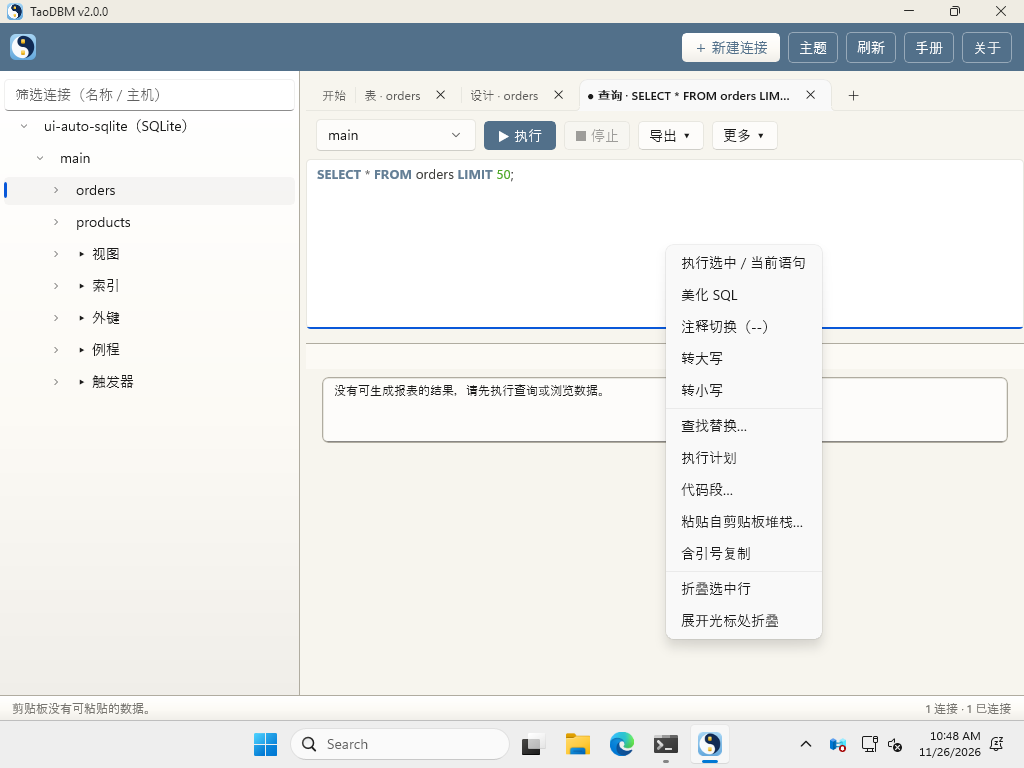 TaoDBM v2.0.0
+ 新建连接 主题 刷新 手册 关于
筛选连接（名称 / 主机）
开始 表 · orders 设计 · orders ● 查询 · SELECT * FROM orders LIM...
ui-auto-sqlite（SQLite）
main
orders
products
▸ 视图
▸ 索引
▸ 外键
▸ 例程
▸ 触发器
main ▶ 执行 ■ 停止 导出 ▾ 更多 ▾
SELECT * FROM orders LIMIT 50;
执行选中 / 当前语句
美化 SQL
注释切换（--）
转大写
转小写
查找替换...
执行计划
代码段...
粘贴自剪贴板堆栈...
含引号复制
折叠选中行
展开光标处折叠
没有可生成报表的结果，请先执行查询或浏览数据。
剪贴板没有可粘贴的数据。
1 连接 · 1 已连接
Search
10:48 AM
11/26/2026